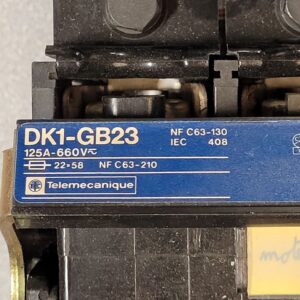 DK1-GB23
NF C63-130
125A-660V≂
IEC 408
22-58 NF C63-210
Telemecanique